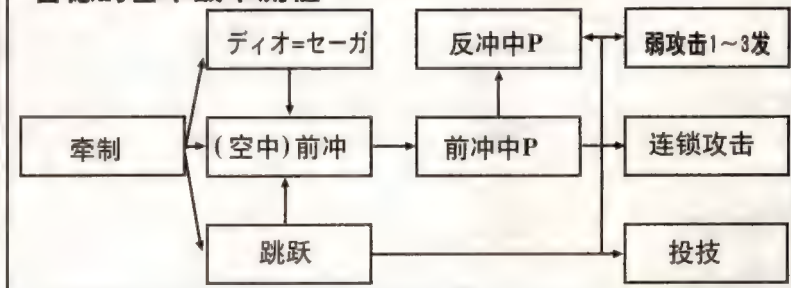 ディオ=セーガ
反冲中P
弱攻击1～3发
牵制
(空中)前冲
前冲中P
连锁攻击
跳跃
投技